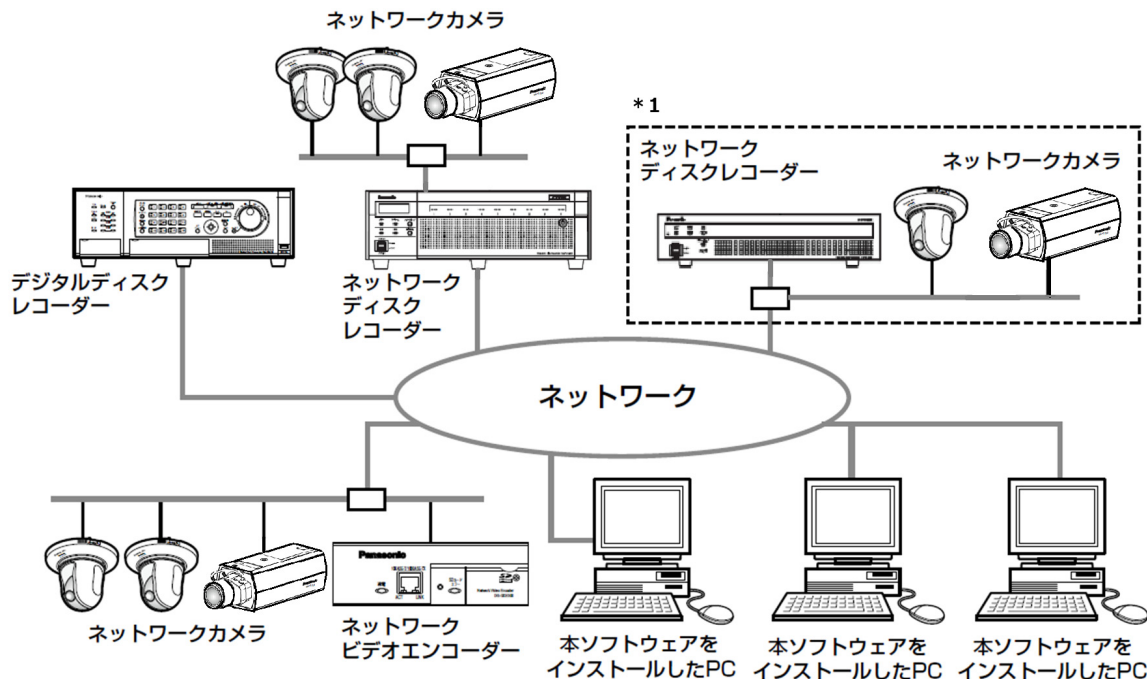 ネットワークカメラ
*1
ネットワーク
ディスクレコーダー
ネットワークカメラ
デジタルディスク
レコーダー
ネットワーク
ディスク
レコーダー
ネットワーク
Panasonic
ネットワークカメラ
ネットワーク
ビデオエンコーダー
本ソフトウェアを
インストールしたPC
本ソフトウェアを
インストールしたPC
本ソフトウェアを
インストールしたPC